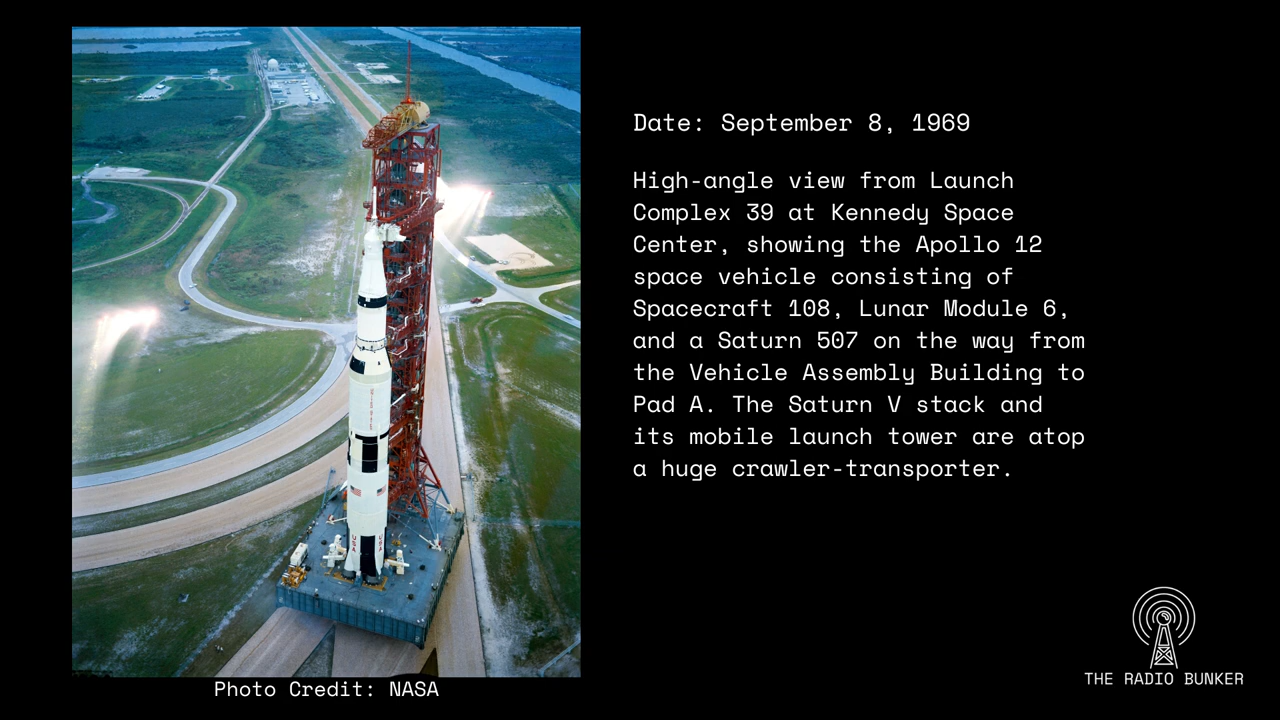 Date: September 8, 1969
High-angle view from Launch
Complex 39 at Kennedy Space
Center, showing the Apollo 12
space vehicle consisting of
Spacecraft 108, Lunar Module 6,
and a Saturn 507 on the way from
the Vehicle Assembly Building to
Pad A. The Saturn V stack and
its mobile launch tower are atop
a huge crawler-transporter.
USA
USA
Photo Credit: NASA
THE RADIO BUNKER